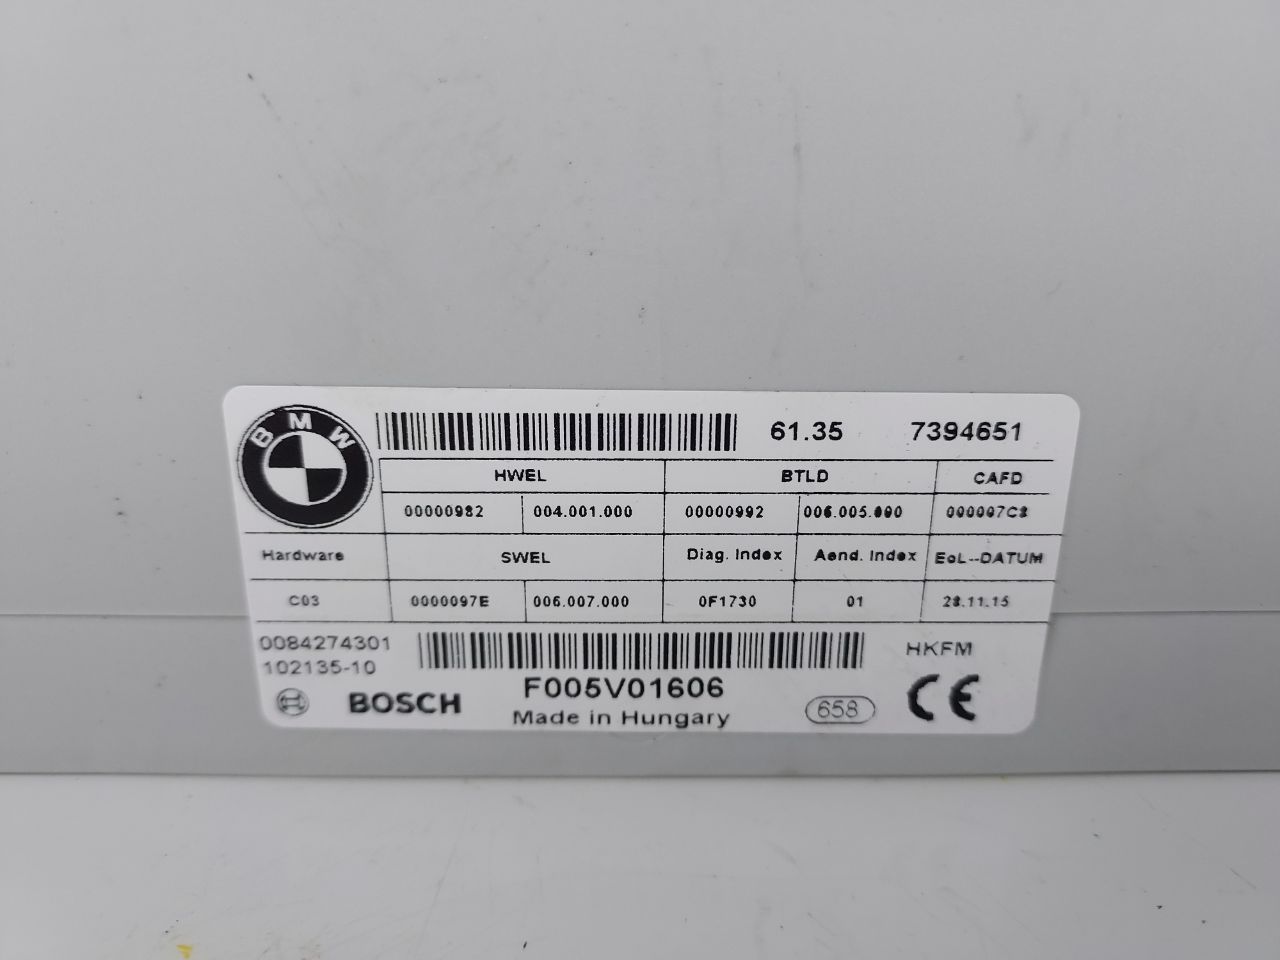 BMW
61.35 7394651
HWEL BTLD CAFD
00000982 004.001.000 00000992 006.005.000 000007C8
Hardware SWEL Diag. Index Aend. Index EoL--DATUM
C03 0000097E 006.007.000 0F1730 01 28.11.15
0084274301
102135-10
HKFM
BOSCH F005V01606
Made in Hungary
658
CE